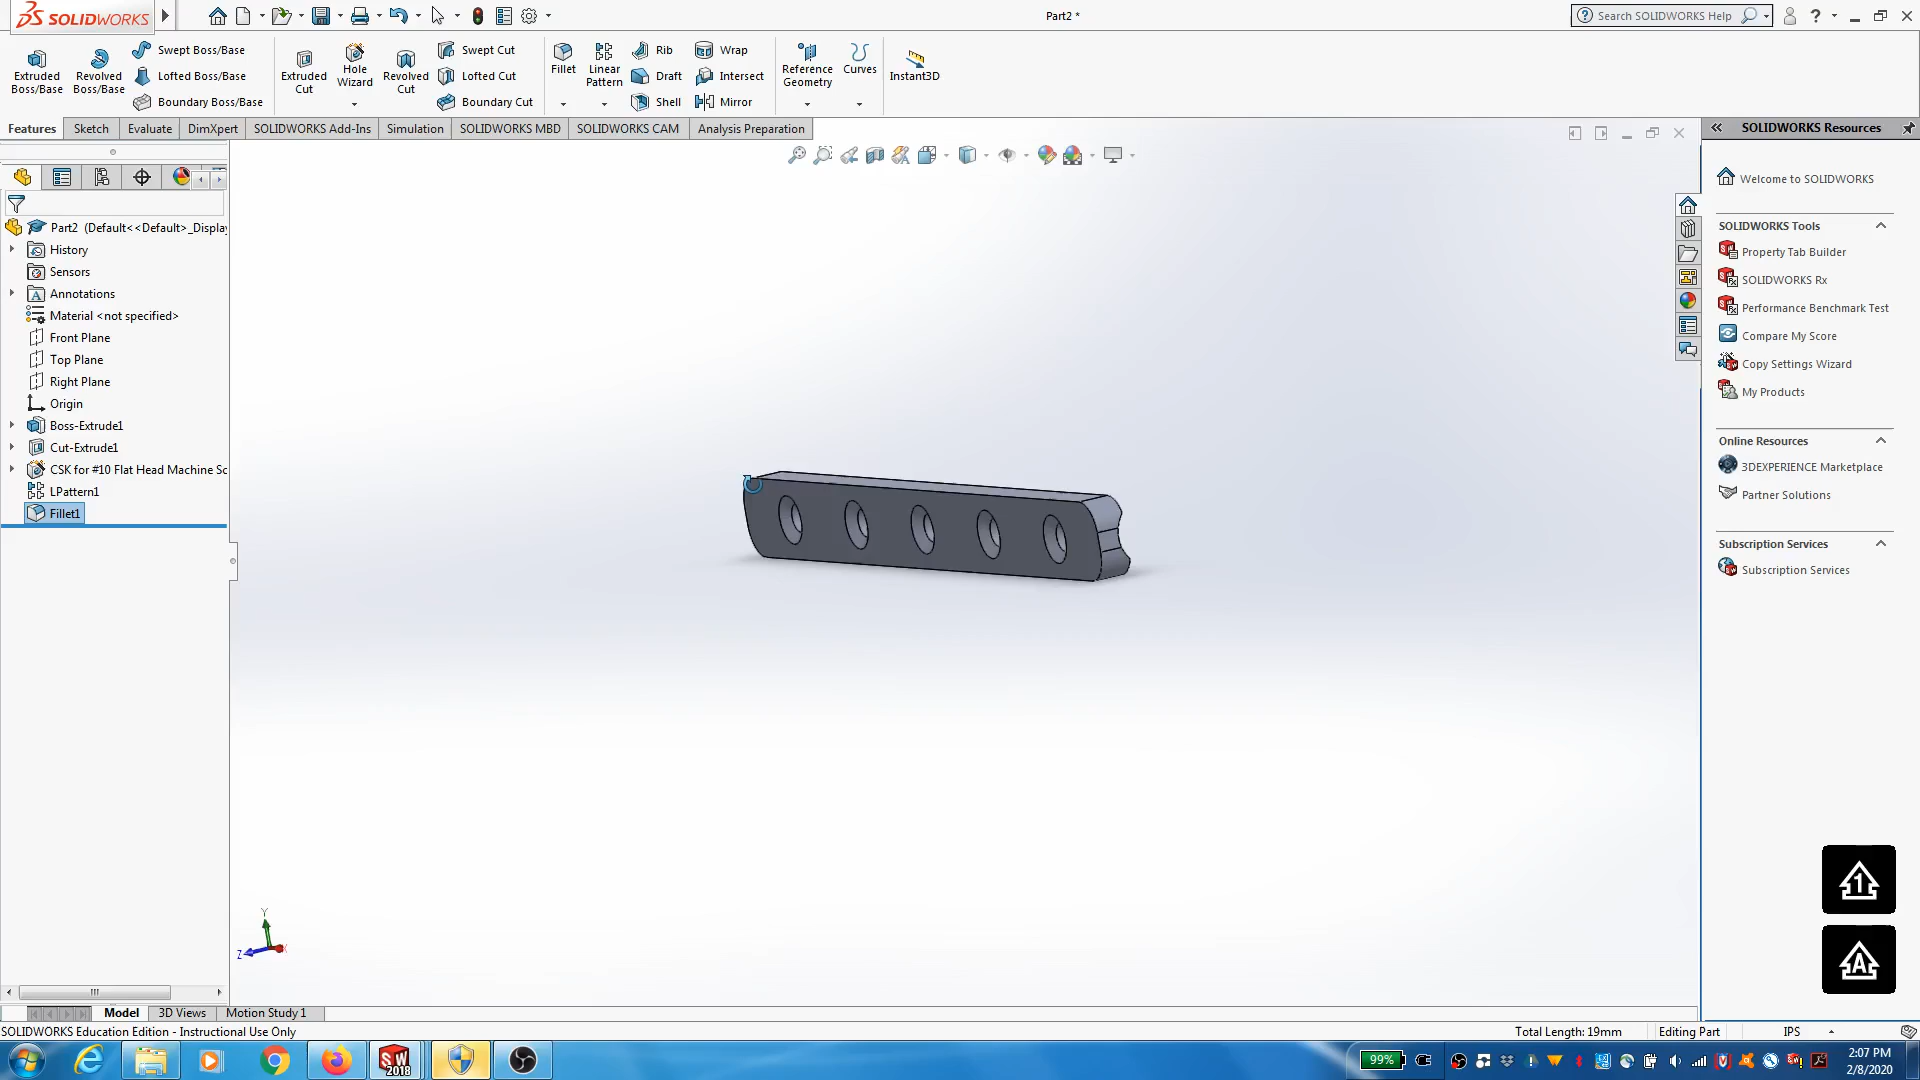 SOLIDWORKS
Part2 *
Search SOLIDWORKS Help
Extruded Boss/Base
Revolved Boss/Base
Swept Boss/Base
Lofted Boss/Base
Boundary Boss/Base
Extruded Cut
Hole Wizard
Revolved Cut
Swept Cut
Lofted Cut
Boundary Cut
Fillet
Linear Pattern
Rib
Draft
Shell
Wrap
Intersect
Mirror
Reference Geometry
Curves
Instant3D
Features
Sketch
Evaluate
DimXpert
SOLIDWORKS Add-Ins
Simulation
SOLIDWORKS MBD
SOLIDWORKS CAM
Analysis Preparation
Part2 (Default<<Default>_Display
History
Sensors
Annotations
Material <not specified>
Front Plane
Top Plane
Right Plane
Origin
Boss-Extrude1
Cut-Extrude1
CSK for #10 Flat Head Machine Sc
LPattern1
Fillet1
Y
Z
X
SOLIDWORKS Resources
Welcome to SOLIDWORKS
SOLIDWORKS Tools
Property Tab Builder
SOLIDWORKS Rx
Performance Benchmark Test
Compare My Score
Copy Settings Wizard
My Products
Online Resources
3DEXPERIENCE Marketplace
Partner Solutions
Subscription Services
Subscription Services
1
A
Model
3D Views
Motion Study 1
SOLIDWORKS Education Edition - Instructional Use Only
Total Length: 19mm
Editing Part
IPS
SW 2018
99%
2:07 PM
2/8/2020